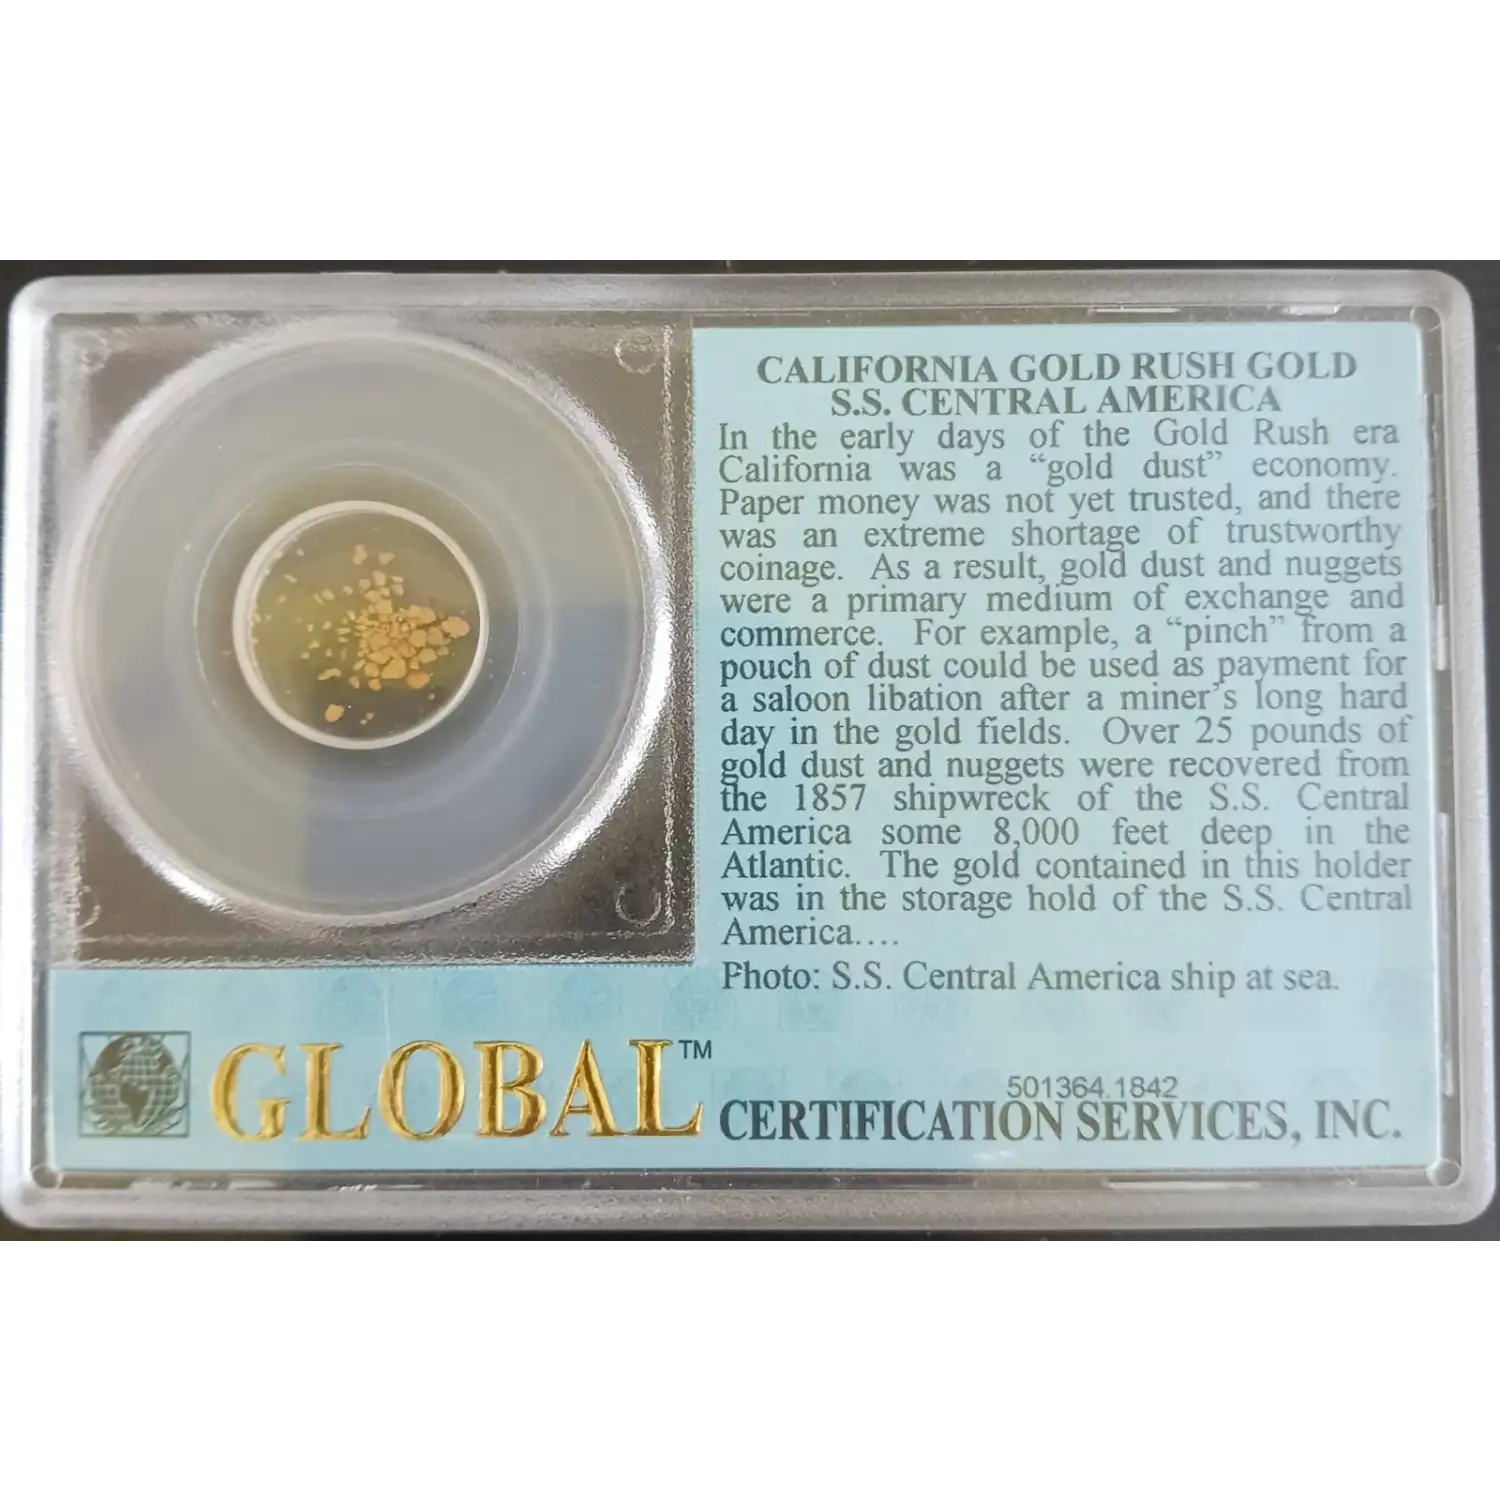 CALIFORNIA GOLD RUSH GOLD
S.S. CENTRAL AMERICA
In the early days of the Gold Rush era
California was a “gold dust” economy.
Paper money was not yet trusted, and there
was an extreme shortage of trustworthy
coinage. As a result, gold dust and nuggets
were a primary medium of exchange and
commerce. For example, a “pinch” from a
pouch of dust could be used as payment for
a saloon libation after a miner’s long hard
day in the gold fields. Over 25 pounds of
gold dust and nuggets were recovered from
the 1857 shipwreck of the S.S. Central
America some 8,000 feet deep in the
Atlantic. The gold contained in this holder
was in the storage hold of the S.S. Central
America....
Photo: S.S. Central America ship at sea.
501364.1842
GLOBAL™ CERTIFICATION SERVICES, INC.